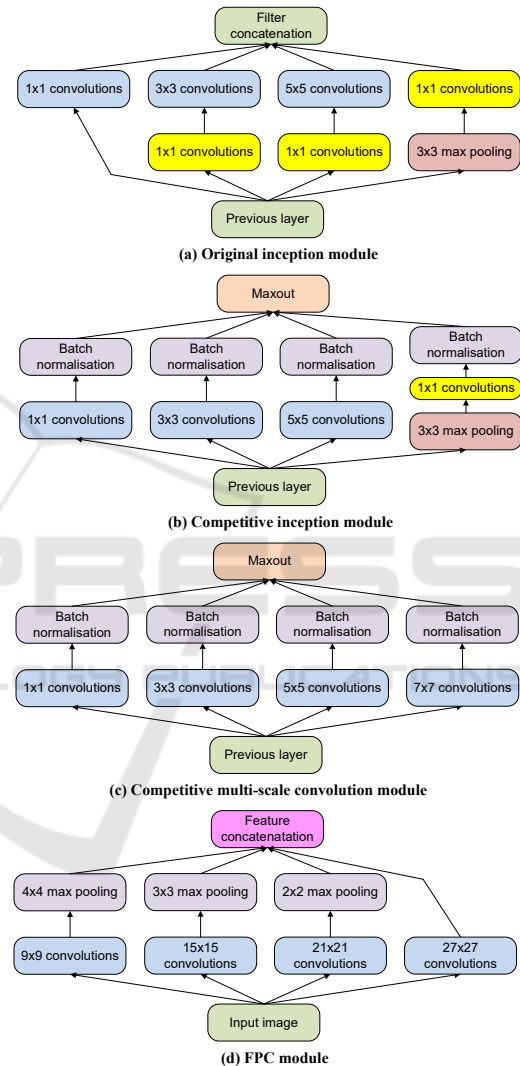 Filter
concatenation
1x1 convolutions
3x3 convolutions
5x5 convolutions
1x1 convolutions
1x1 convolutions
1x1 convolutions
3x3 max pooling
Previous layer
(a) Original inception module
Maxout
Batch
normalisation
Batch
normalisation
Batch
normalisation
Batch
normalisation
1x1 convolutions
1x1 convolutions
3x3 convolutions
5x5 convolutions
3x3 max pooling
Previous layer
(b) Competitive inception module
PRESS
Maxout
Batch
normalisation
Batch
normalisation
Batch
normalisation
Batch
normalisation
1x1 convolutions
3x3 convolutions
5x5 convolutions
7x7 convolutions
LOGY PUBLICATIONS
Previous layer
(c) Competitive multi-scale convolution module
Feature
concatenatation
4x4 max pooling
3x3 max pooling
2x2 max pooling
9x9 convolutions
15x15
convolutions
21x21
convolutions
27x27
convolutions
Input image
(d) FPC module